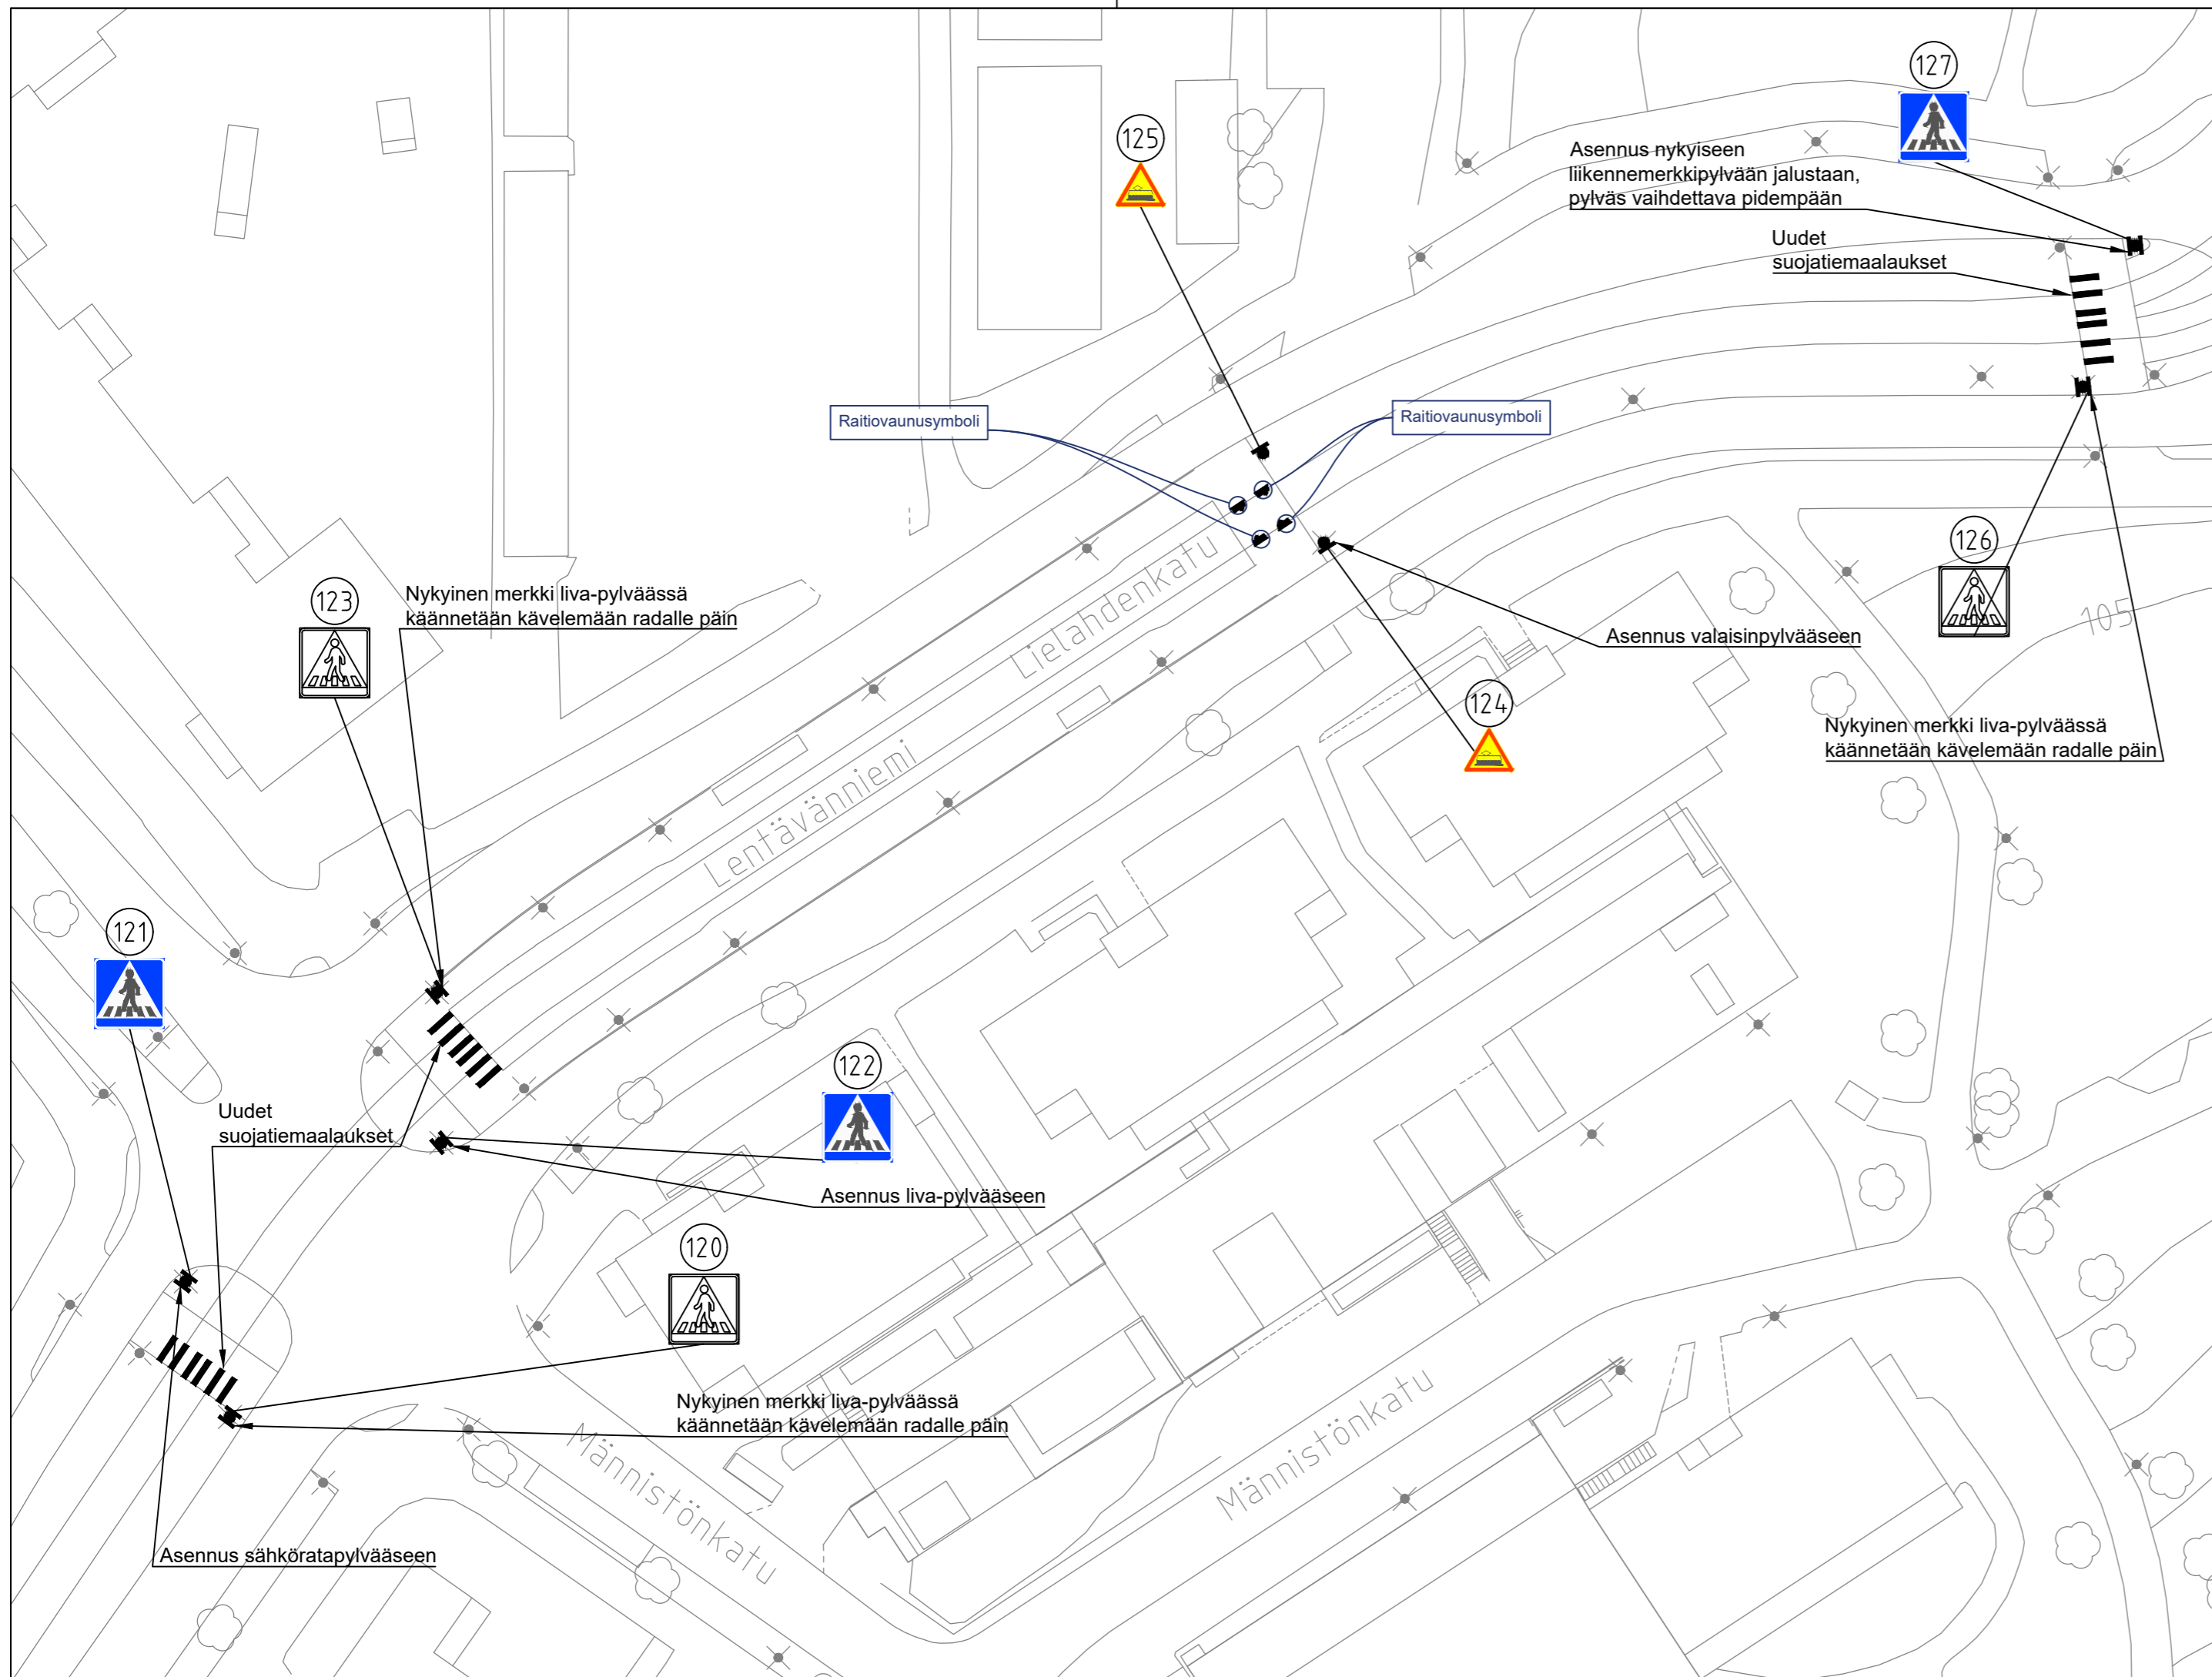 127
125
Asennus nykyiseen
liikennemerkkipylvään jalustaan,
pylväs vaihdettava pidempään
Uudet
suojatiemaalaukset
Raitiovaunusymboli
Raitiovaunusymboli
126
105
123
Nykyinen merkki liva-pylväässä
käännetään kävelemään radalle päin
Lielahdenkatu
Asennus valaisinpylvääseen
124
Nykyinen merkki liva-pylväässä
käännetään kävelemään radalle päin
Lentävänniemi
121
122
Uudet
suojatiemaalaukset
Asennus liva-pylvääseen
120
Nykyinen merkki liva-pylväässä
käännetään kävelemään radalle päin
Männistönkatu
Männistönkatu
Asennus sähköratapylvääseen